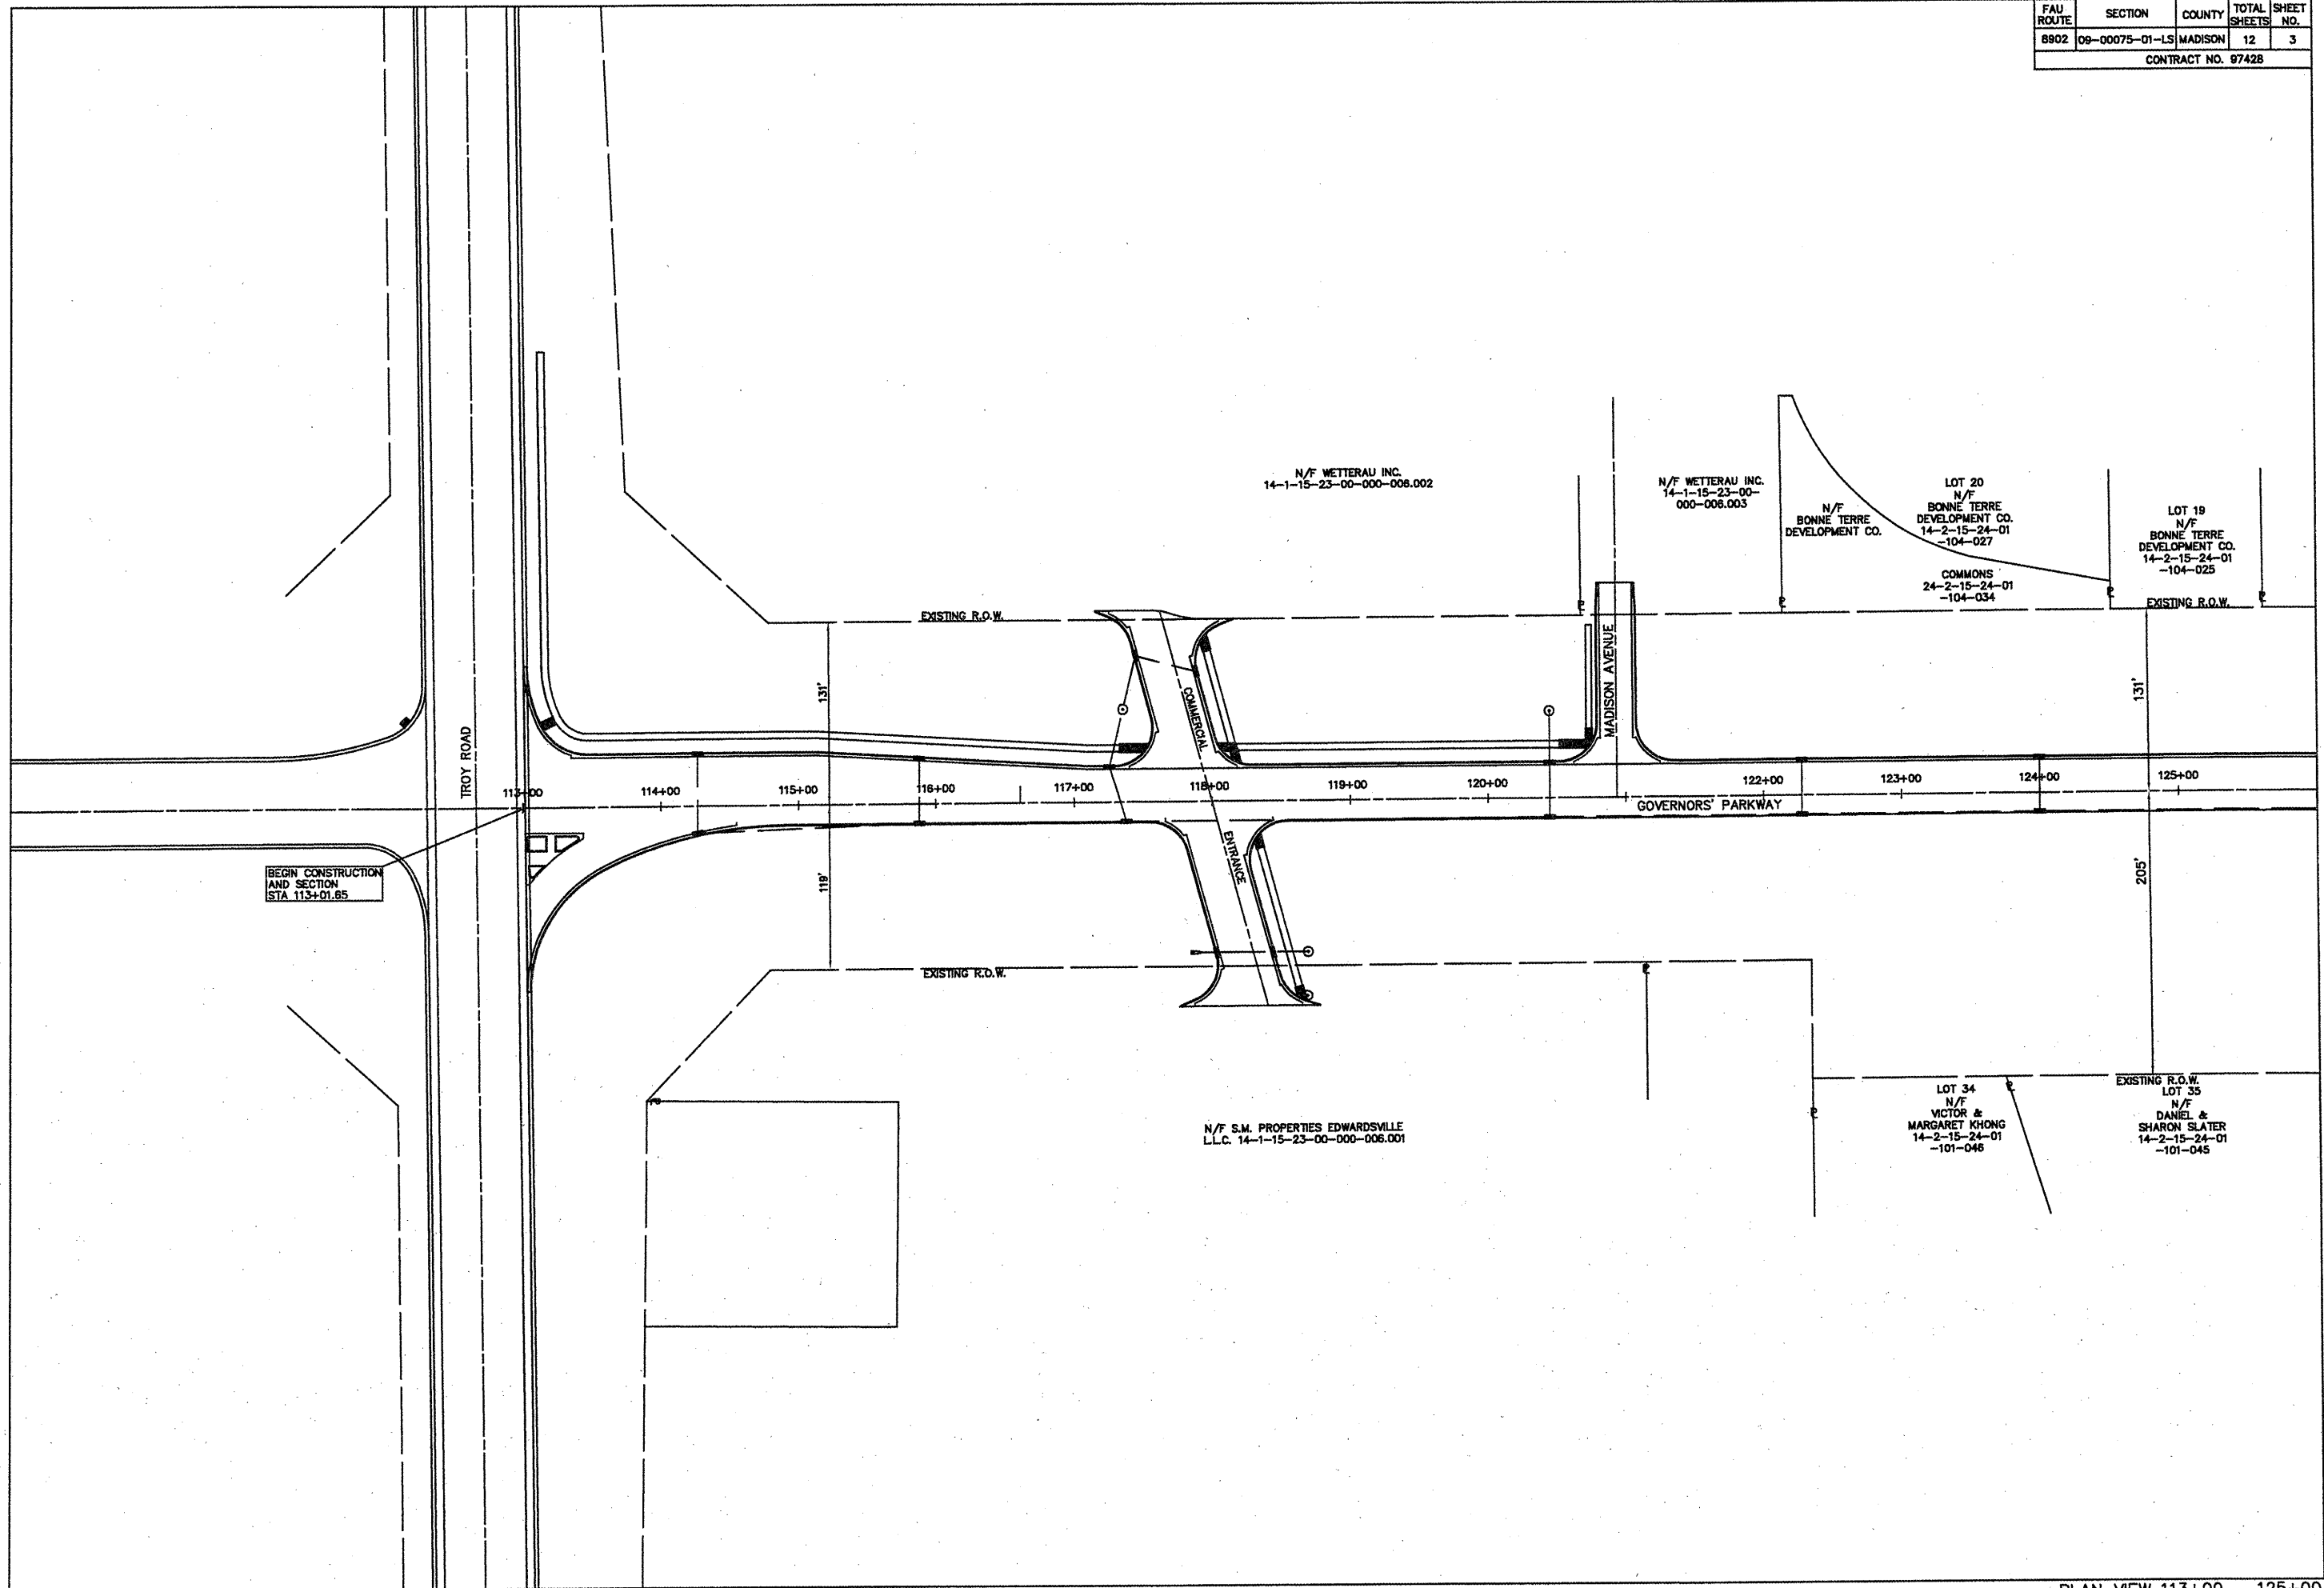 FAU ROUTE SECTION COUNTY TOTAL SHEETS SHEET NO.
8902 09-00075-01-LS MADISON 12 3
CONTRACT NO. 97428
N/F WETTERAU INC.
14-1-15-23-00-000-006.002
N/F WETTERAU INC.
14-1-15-23-00-
000-006.003
N/F
BONNE TERRE
DEVELOPMENT CO.
LOT 20
N/F
BONNE TERRE
DEVELOPMENT CO.
14-2-15-24-01
-104-027
COMMONS
24-2-15-24-01
-104-034
LOT 19
N/F
BONNE TERRE
DEVELOPMENT CO.
14-2-15-24-01
-104-025
EXISTING R.O.W.
EXISTING R.O.W.
131'
131'
TROY ROAD
COMMERCIAL
ENTRANCE
MADISON AVENUE
113+00
114+00
115+00
116+00
117+00
118+00
119+00
120+00
122+00
123+00
124+00
125+00
GOVERNORS' PARKWAY
BEGIN CONSTRUCTION
AND SECTION
STA 113+01.65
119'
205'
EXISTING R.O.W.
EXISTING R.O.W.
N/F S.M. PROPERTIES EDWARDSVILLE
L.L.C. 14-1-15-23-00-000-006.001
LOT 34
N/F
VICTOR &
MARGARET KHONG
14-2-15-24-01
-101-046
LOT 35
N/F
DANIEL &
SHARON SLATER
14-2-15-24-01
-101-045
PLAN VIEW 113+00 - 125+00